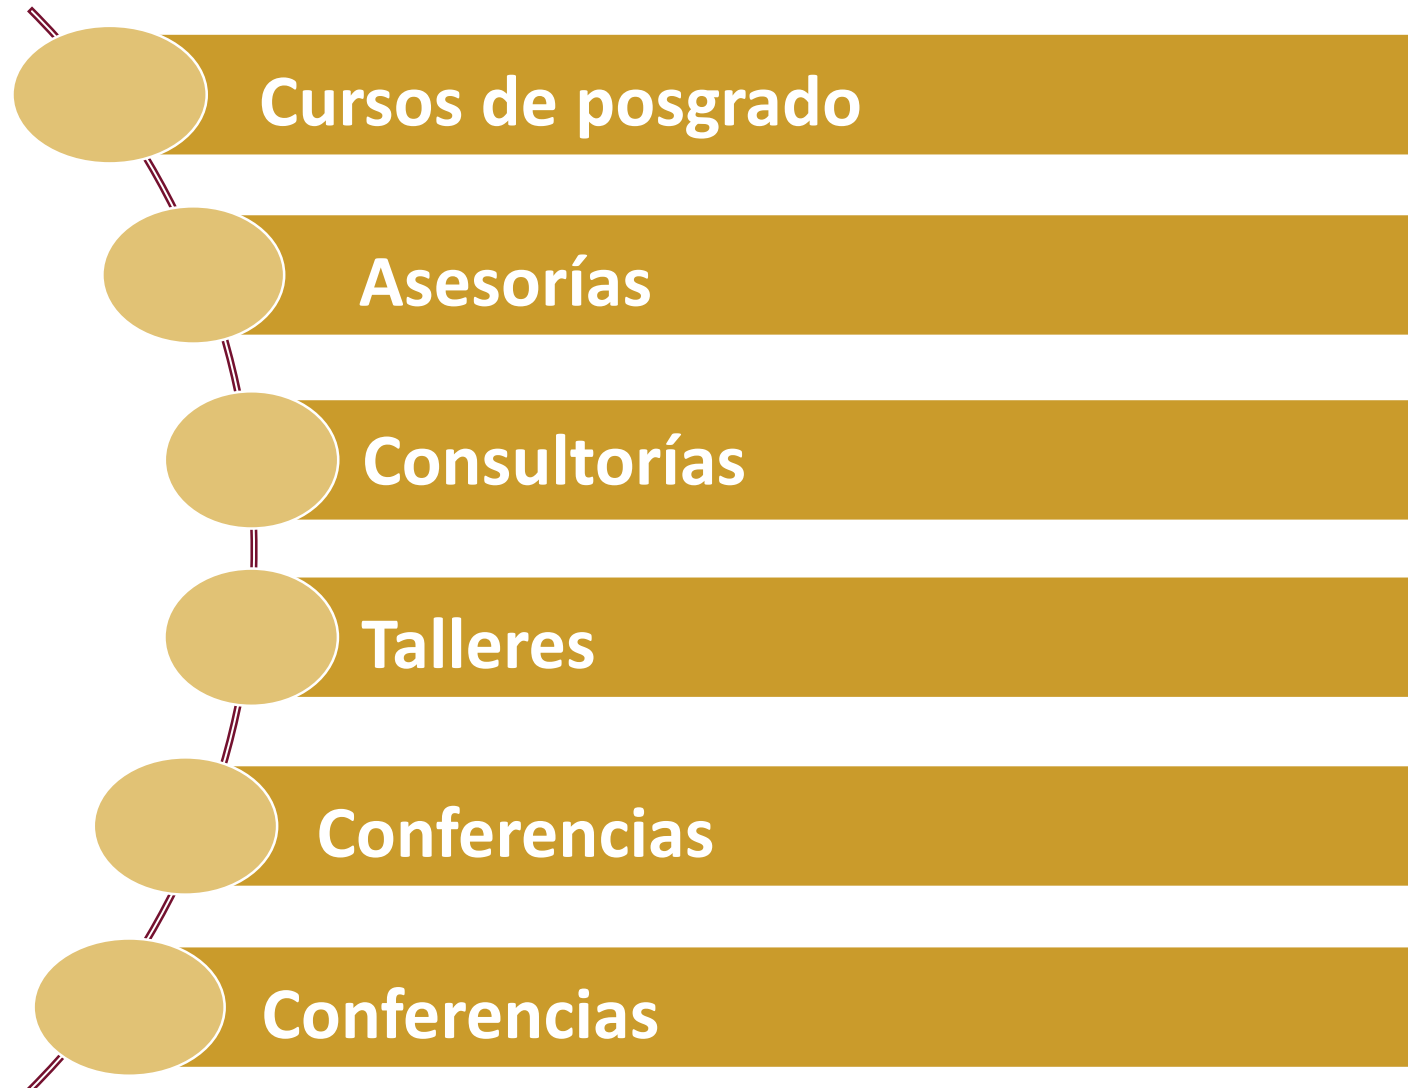 Cursos de posgrado
Asesorías
Consultorías
Talleres
Conferencias
Conferencias